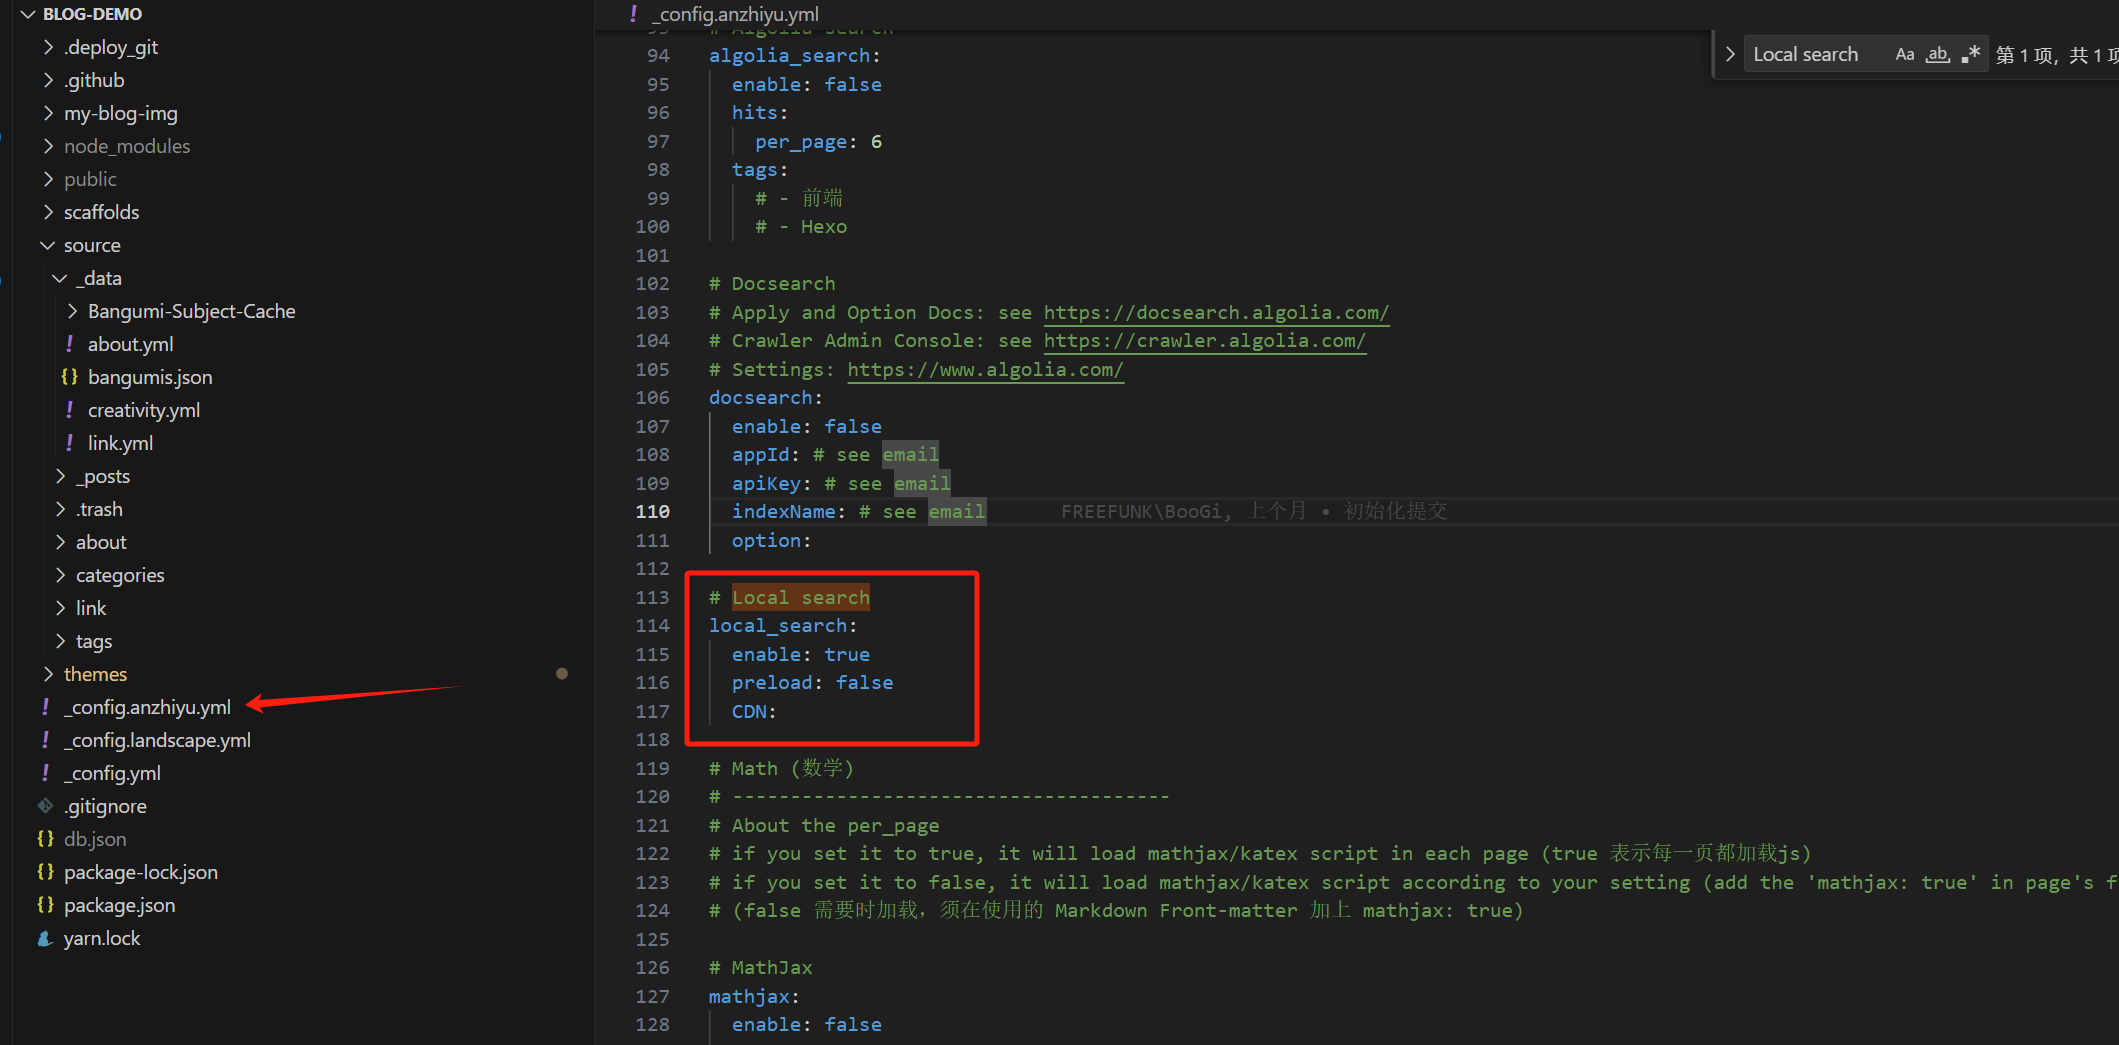 BLOG-DEMO
.deploy_git
.github
my-blog-img
node_modules
public
scaffolds
source
_data
Bangumi-Subject-Cache
! about.yml
{} bangumis.json
! creativity.yml
! link.yml
_posts
.trash
about
categories
link
tags
themes
! _config.anzhiyu.yml
! _config.landscape.yml
! _config.yml
.gitignore
{} db.json
{} package-lock.json
{} package.json
yarn.lock
! _config.anzhiyu.yml
Local search Aa ab .* 第 1 项, 共 1 项
93 # Algolia search
94 algolia_search:
95 enable: false
96 hits:
97 per_page: 6
98 tags:
99 # - 前端
100 # - Hexo
101
102 # Docsearch
103 # Apply and Option Docs: see https://docsearch.algolia.com/
104 # Crawler Admin Console: see https://crawler.algolia.com/
105 # Settings: https://www.algolia.com/
106 docsearch:
107 enable: false
108 appId: # see email
109 apiKey: # see email
110 indexName: # see email FREEFUNK\BooGi, 上个月 • 初始化提交
111 option:
112
113 # Local search
114 local_search:
115 enable: true
116 preload: false
117 CDN:
118
119 # Math (数学)
120 # --------------------------------------
121 # About the per_page
122 # if you set it to true, it will load mathjax/katex script in each page (true 表示每一页都加载js)
123 # if you set it to false, it will load mathjax/katex script according to your setting (add the 'mathjax: true' in page's f
124 # (false 需要时加载，须在使用的 Markdown Front-matter 加上 mathjax: true)
125
126 # MathJax
127 mathjax:
128 enable: false